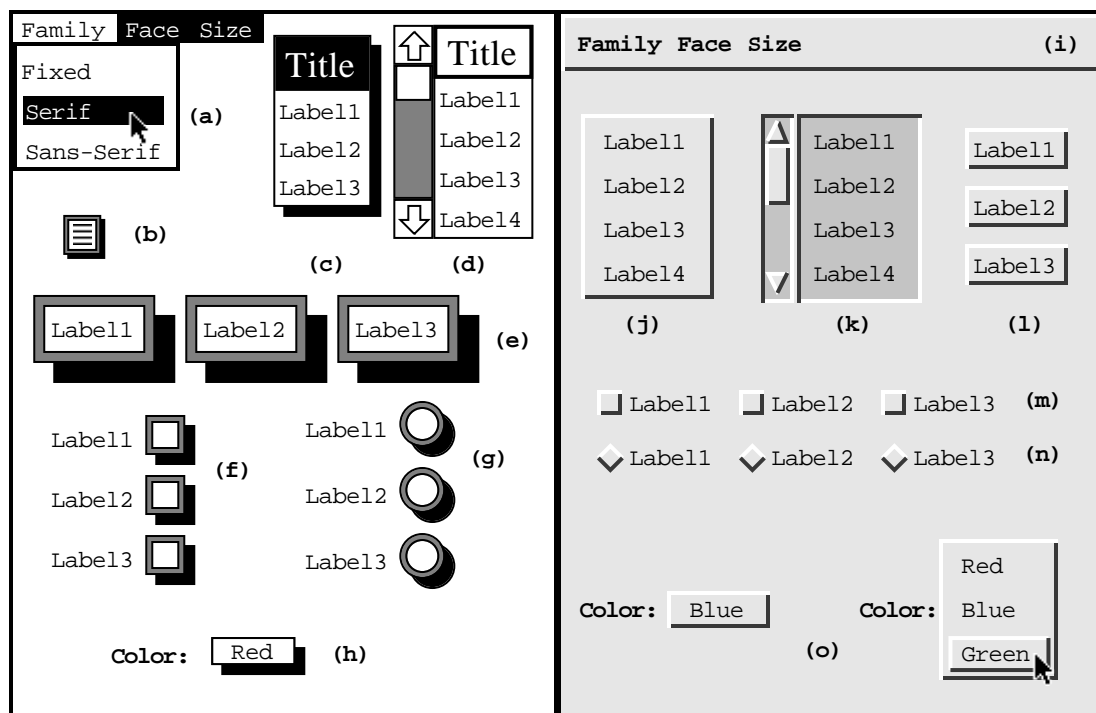 Family Face Size
Fixed
Serif
Sans-Serif
(a)
(b)
Title
Label1
Label2
Label3
(c)
Title
Label1
Label2
Label3
Label4
(d)
Label1 Label2 Label3 (e)
Label1
Label2
Label3
(f)
Label1
Label2
Label3
(g)
Color: Red (h)
Family Face Size (i)
Label1
Label2
Label3
Label4
(j)
Label1
Label2
Label3
Label4
(k)
Label1
Label2
Label3
(l)
Label1 Label2 Label3 (m)
Label1 Label2 Label3 (n)
Color: Blue
Color:
Red
Blue
Green
(o)